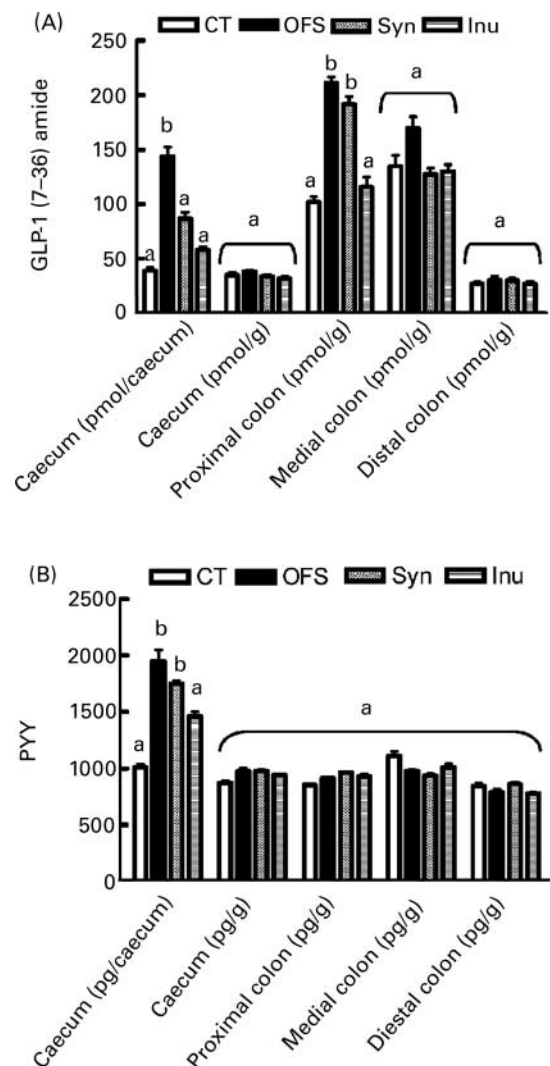 (A)
CT OFS Syn Inu
GLP-1 (7–36) amide
250
200
150
100
50
0
a b a a
a
a b b a
a
a
Caecum (pmol/caecum)
Caecum (pmol/g)
Proximal colon (pmol/g)
Medial colon (pmol/g)
Distal colon (pmol/g)
(B)
CT OFS Syn Inu
PYY
2500
2000
1500
1000
500
0
a b b a
a
Caecum (pg/caecum)
Caecum (pg/g)
Proximal colon (pg/g)
Medial colon (pg/g)
Diestal colon (pg/g)